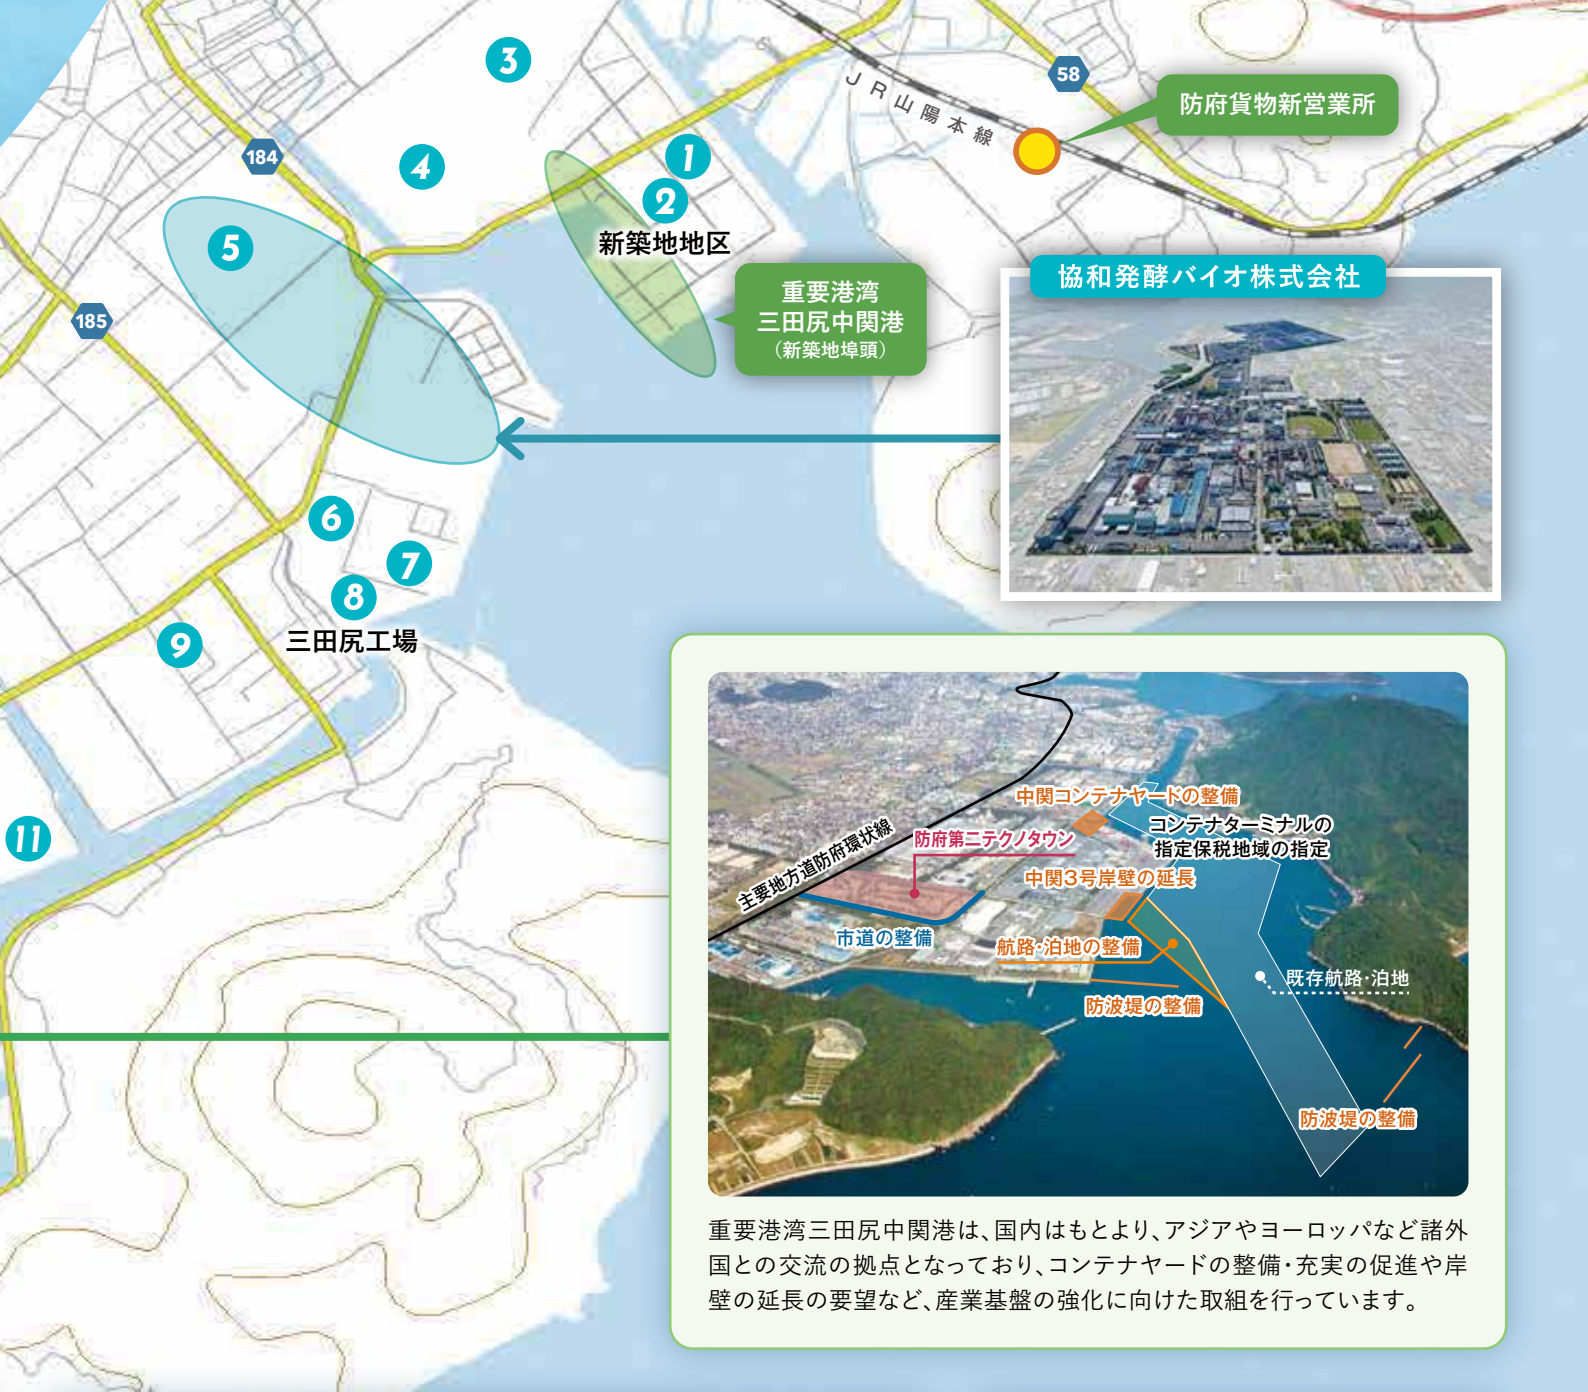 3
58
JR山陽本線
防府貨物新営業所
184
4
1
2
新築地地区
5
重要港湾
三田尻中関港
(新築地埠頭)
協和発酵バイオ株式会社
185
6
7
8
三田尻工場
9
11
中関コンテナヤードの整備
コンテナターミナルの
指定保税地域の指定
主要地方道防府環状線
防府第二テクノタウン
中関3号岸壁の延長
市道の整備
航路・泊地の整備
既存航路・泊地
防波堤の整備
防波堤の整備
重要港湾三田尻中関港は、国内はもとより、アジアやヨーロッパなど諸外
国との交流の拠点となっており、コンテナヤードの整備・充実の促進や岸
壁の延長の要望など、産業基盤の強化に向けた取組を行っています。